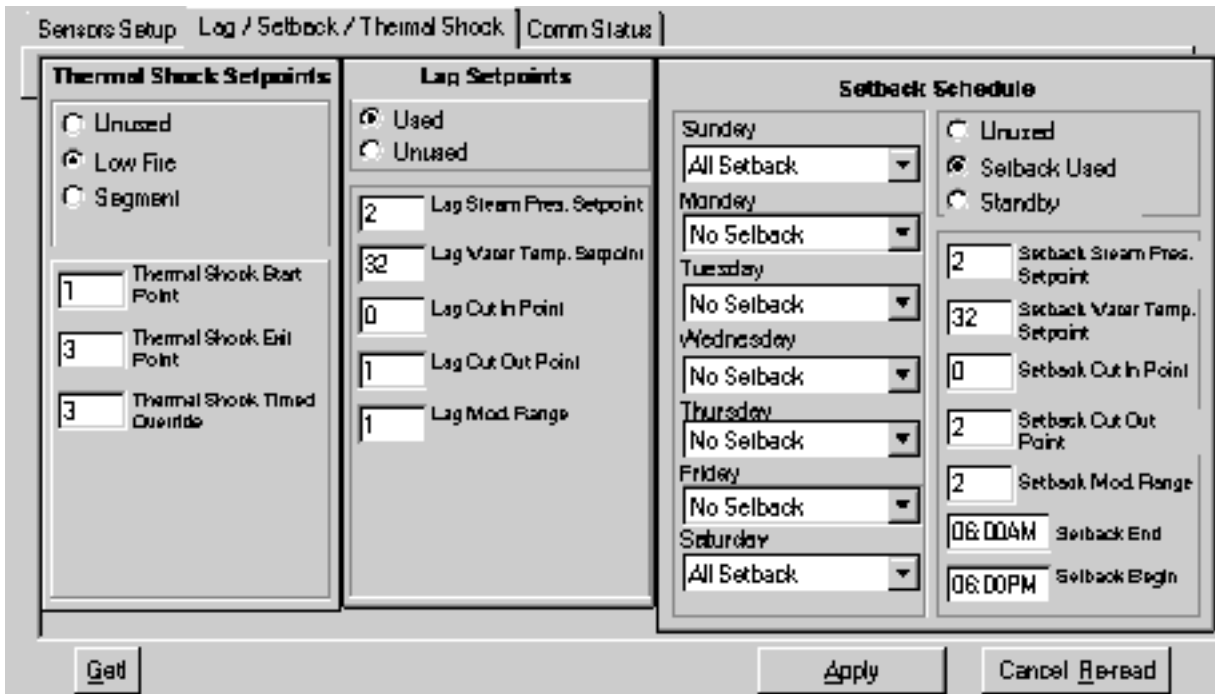 Sensors Setup
Lag / Setback / Thermal Shock
Comm Status
Thermal Shock Setpoints
Unused
Low Fire
Segment
1
Thermal Shock Start
Point
3
Thermal Shock Exit
Point
3
Thermal Shock Timed
Override
Lag Setpoints
Used
Unused
2
Lag Steam Pres. Setpoint
32
Lag Water Temp. Setpoint
0
Lag Cut In Point
1
Lag Cut Out Point
1
Lag Mod. Range
Setback Schedule
Sunday
All Setback
Monday
No Setback
Tuesday
No Setback
Wednesday
No Setback
Thursday
No Setback
Friday
No Setback
Saturday
All Setback
Unused
Setback Used
Standby
2
Setback Steam Pres.
Setpoint
32
Setback Water Temp.
Setpoint
0
Setback Cut In Point
2
Setback Cut Out
Point
2
Setback Mod. Range
06:00AM
Setback End
06:00PM
Setback Begin
Get!
Apply
Cancel Re-read